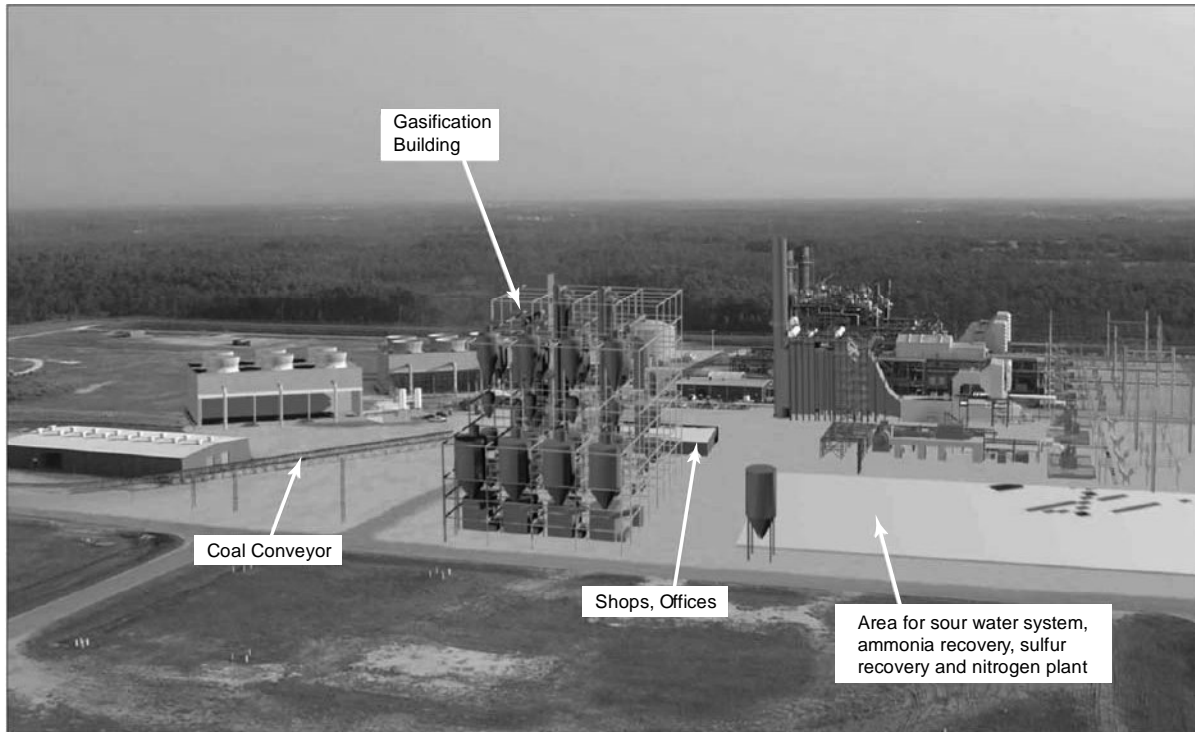 Gasification
Building
Coal Conveyor
Shops, Offices
Area for sour water system,
ammonia recovery, sulfur
recovery and nitrogen plant